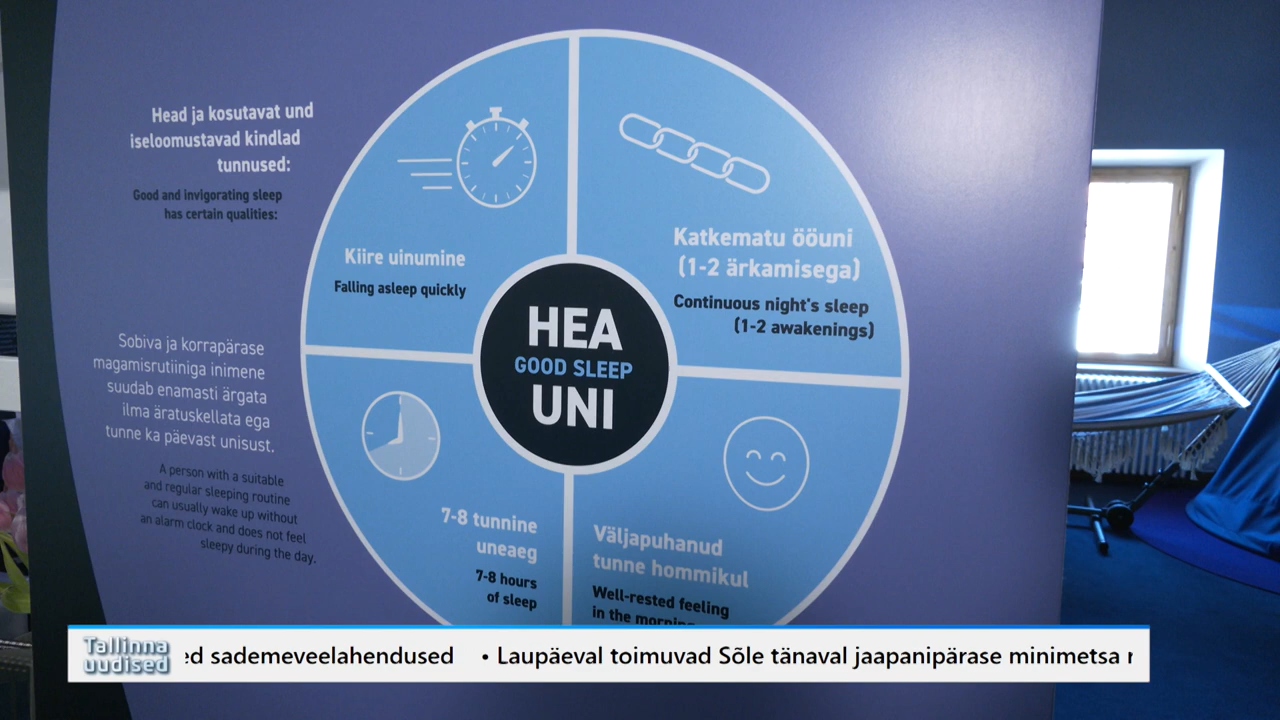 Head ja kosutavat und
iseloomustavad kindlad
tunnused:
Good and invigorating sleep
has certain qualities:
Sobiva ja korrapärase
magamisrutiiniga inimene
suudab enamasti ärgata
ilma äratuskellata ega
tunne ka päevast unisust.
A person with a suitable
and regular sleeping routine
can usually wake up without
an alarm clock and does not feel
sleepy during the day.
Kiire uinumine
Falling asleep quickly
Katkematu ööuni
(1-2 ärkamisega)
Continuous night's sleep
(1-2 awakenings)
HEA
GOOD SLEEP
UNI
7-8 tunnine
uneaeg
7-8 hours
of sleep
Väljapuhanud
tunne hommikul
Well-rested feeling
in the morning
Tallinna
uudised
ed sademeveelahendused • Laupäeval toimuvad Sõle tänaval jaapanipärase minimetsa